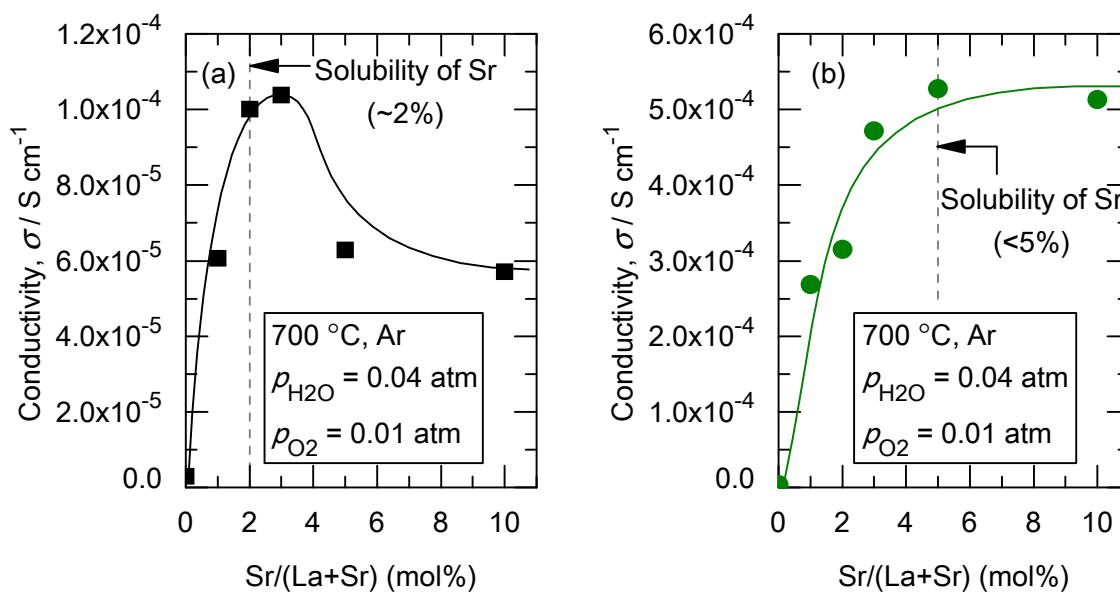 1.2x10-4
1.0x10-4
8.0x10-5
6.0x10-5
4.0x10-5
2.0x10-5
0.0
Conductivity, σ / S cm-1
(a)
Solubility of Sr
(~2%)
700 °C, Ar
pH2O = 0.04 atm
pO2 = 0.01 atm
0 2 4 6 8 10
Sr/(La+Sr) (mol%)
6.0x10-4
5.0x10-4
4.0x10-4
3.0x10-4
2.0x10-4
1.0x10-4
0.0
Conductivity, σ / S cm-1
(b)
Solubility of Sr
(<5%)
700 °C, Ar
pH2O = 0.04 atm
pO2 = 0.01 atm
0 2 4 6 8 10
Sr/(La+Sr) (mol%)